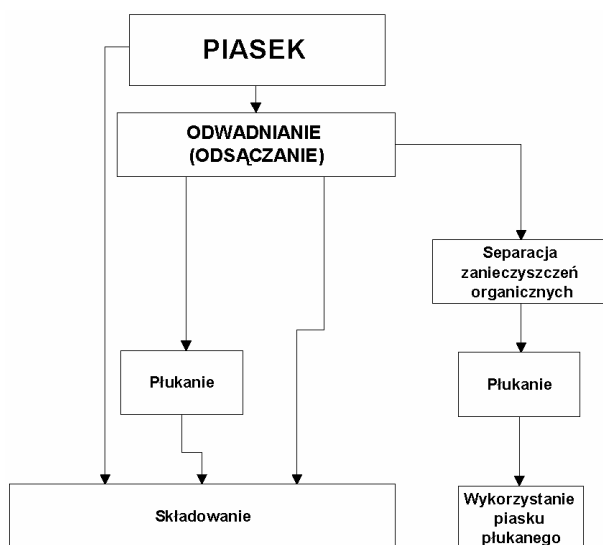 PIASEK
ODWADNIANIE
(ODSĄCZANIE)
Separacja
zanieczyszczeń
organicznych
Płukanie
Płukanie
Składowanie
Wykorzystanie
piasku
płukanego